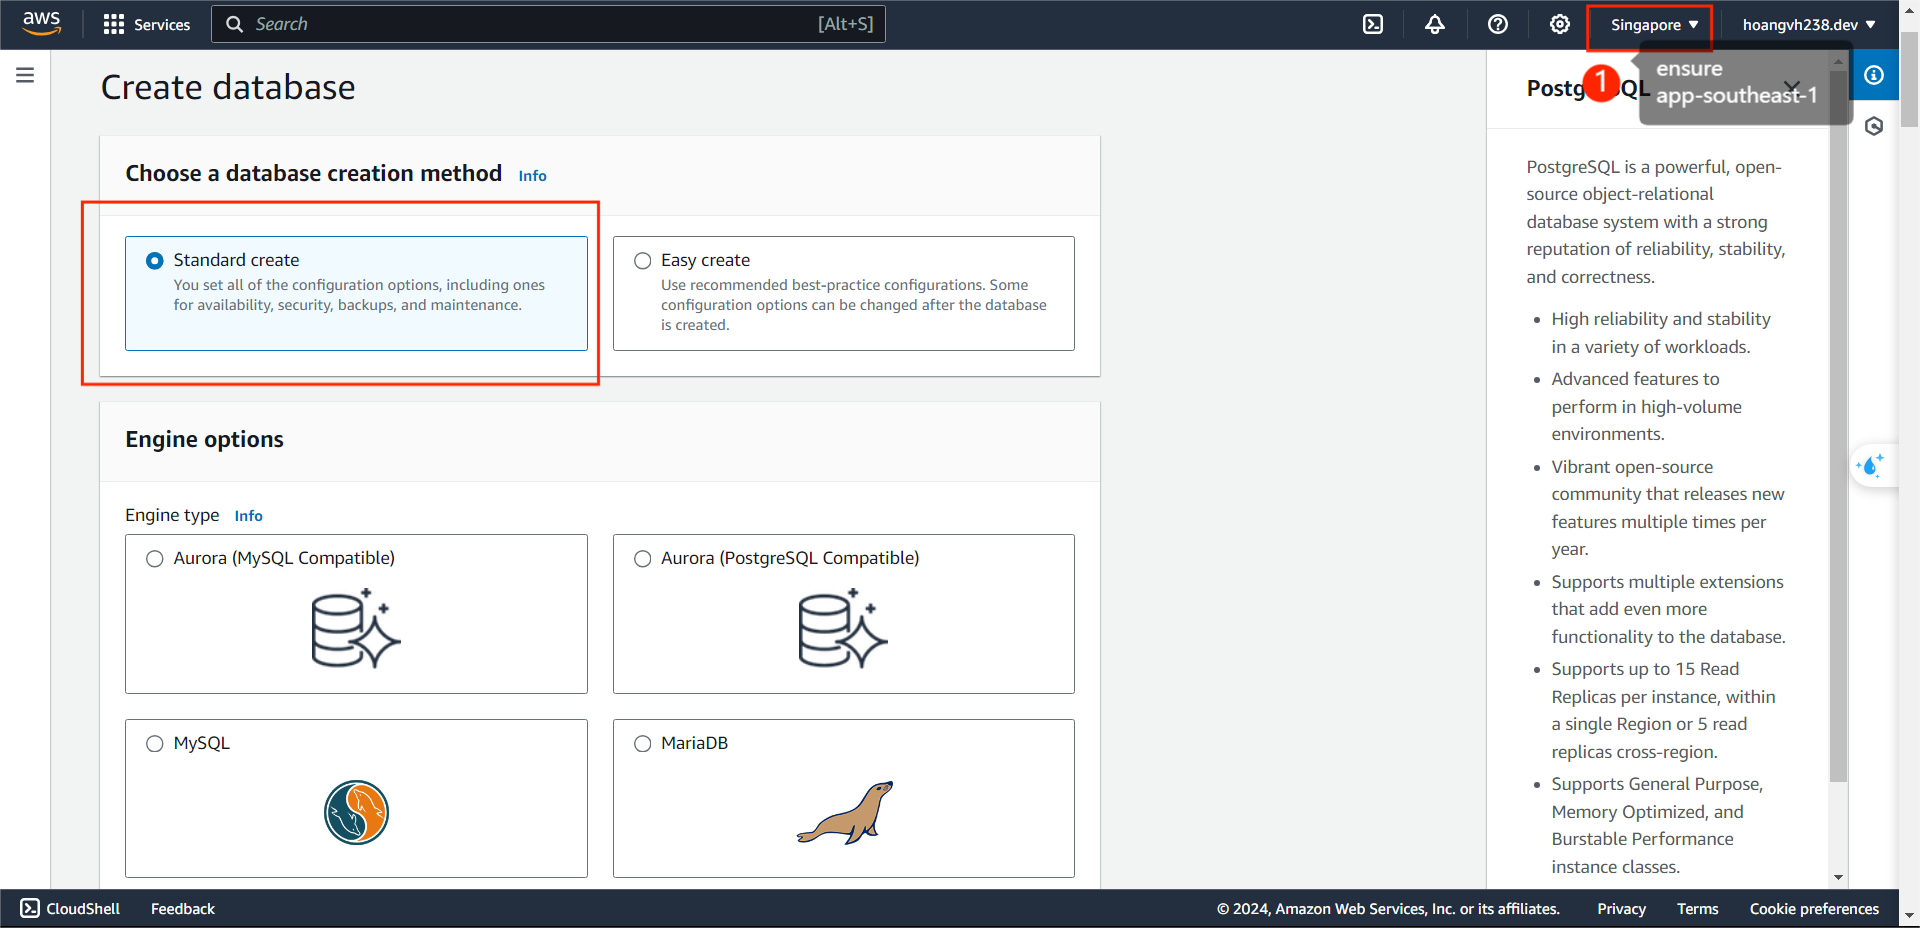 aws
Services
Search
[Alt+S]
Singapore
hoangvh238.dev
1
ensure
app-southeast-1
Create database
Choose a database creation method Info
Standard create
You set all of the configuration options, including ones
for availability, security, backups, and maintenance.
Easy create
Use recommended best-practice configurations. Some
configuration options can be changed after the database
is created.
Engine options
Engine type Info
Aurora (MySQL Compatible)
Aurora (PostgreSQL Compatible)
MySQL
MariaDB
PostgreSQL
PostgreSQL is a powerful, open-
source object-relational
database system with a strong
reputation of reliability, stability,
and correctness.
High reliability and stability
in a variety of workloads.
Advanced features to
perform in high-volume
environments.
Vibrant open-source
community that releases new
features multiple times per
year.
Supports multiple extensions
that add even more
functionality to the database.
Supports up to 15 Read
Replicas per instance, within
a single Region or 5 read
replicas cross-region.
Supports General Purpose,
Memory Optimized, and
Burstable Performance
instance classes.
CloudShell
Feedback
© 2024, Amazon Web Services, Inc. or its affiliates.
Privacy
Terms
Cookie preferences